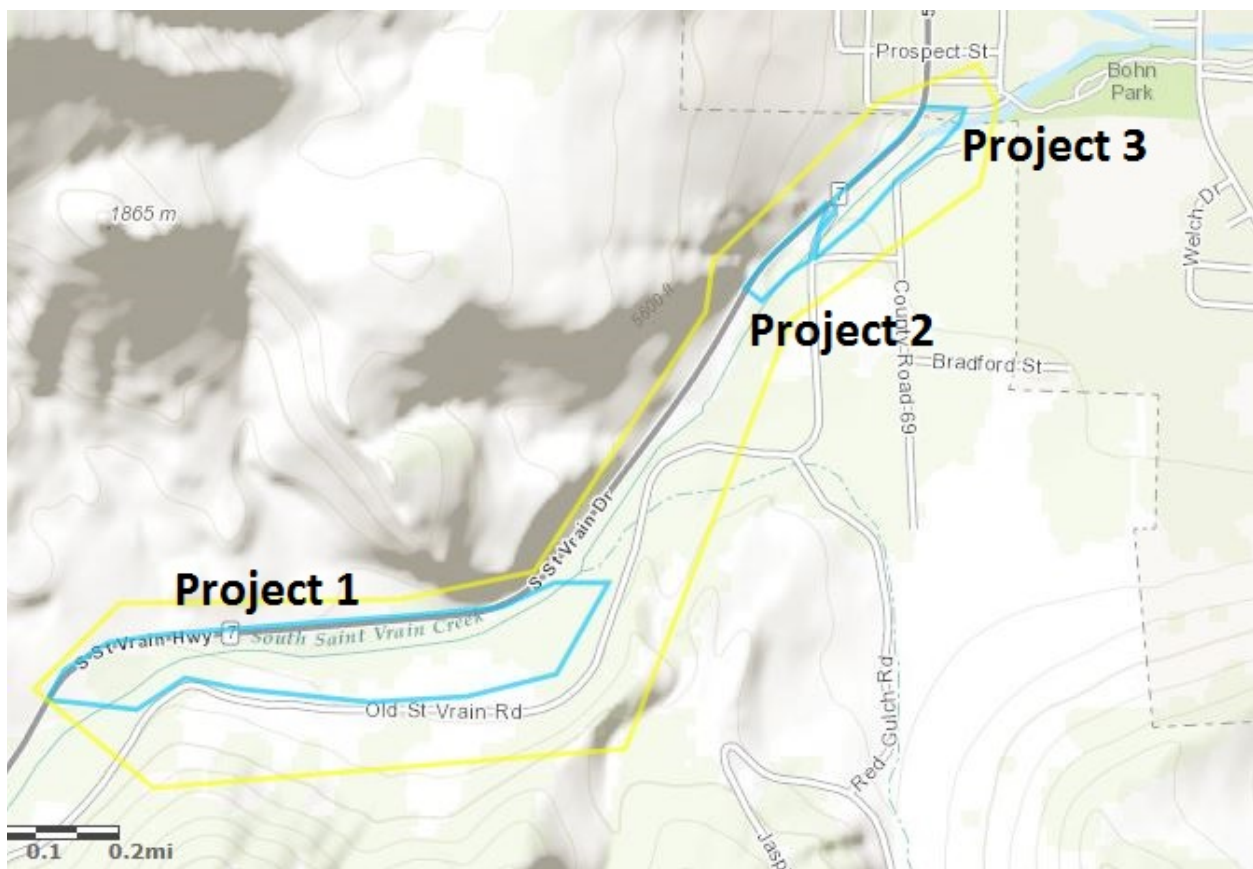 S
Prospect St
Bohn
Park
Project 3
1865 m
7
Welch Dr
5600 ft
Project 2
County Road 69
Bradford St
S St Vrain Dr
Project 1
S St Vrain Hwy 7
South Saint Vrain Creek
Old St Vrain Rd
Red Gulch Rd
Jasp
0.1 0.2mi